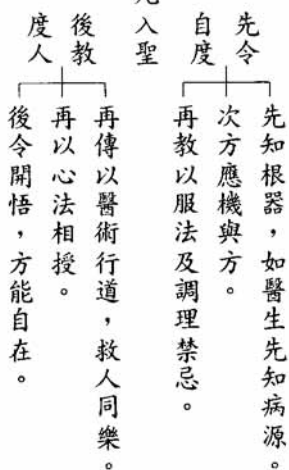 先令
自度
先知根器，如醫生先知病源。
次方應機與方。
再教以服法及調理禁忌。
入聖
後教
度人
再傳以醫術行道，救人同樂。
再以心法相授。
後令開悟，方能自在。